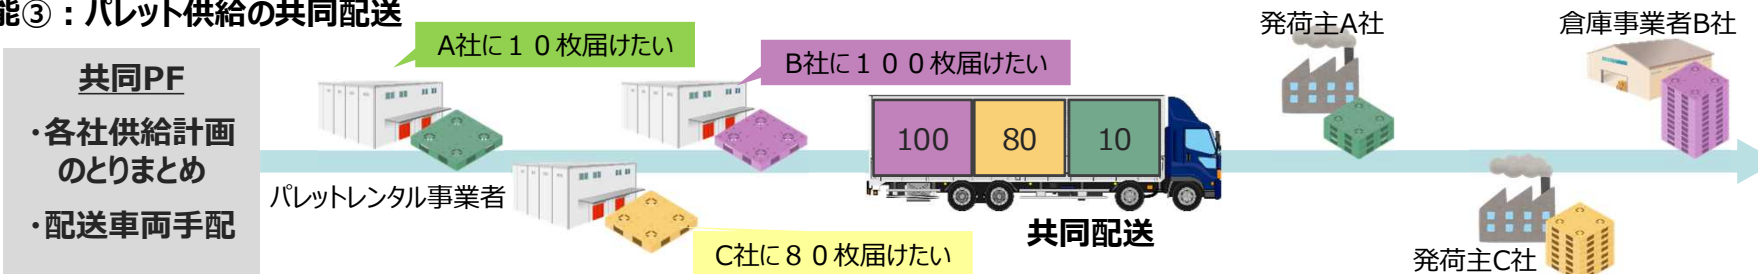 能③：パレット供給の共同配送
共同PF
・各社供給計画
のとりまとめ
・配送車両手配
A社に１０枚届けたい
B社に１００枚届けたい
パレットレンタル事業者
C社に８０枚届けたい
100
80
10
共同配送
発荷主A社
倉庫事業者B社
発荷主C社